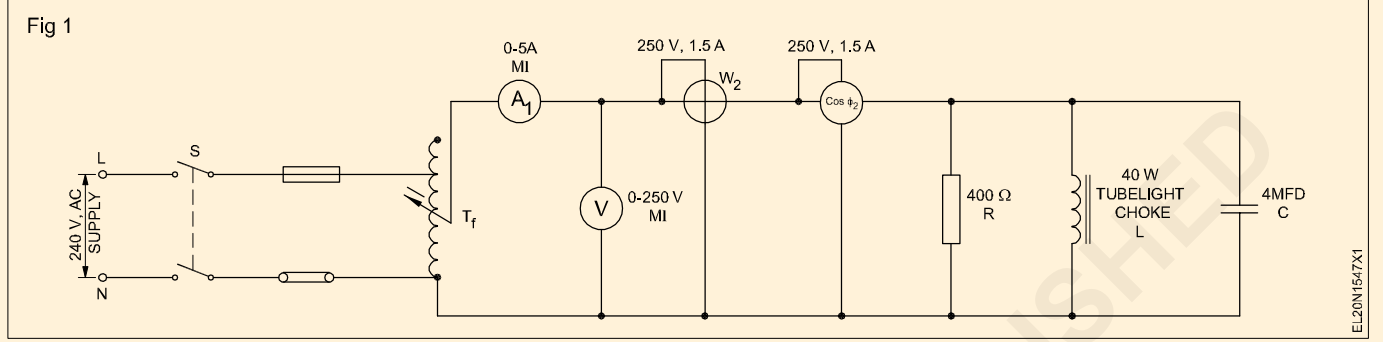 Fig 1
0-5A
MI
A1
250 V, 1.5 A
W2
250 V, 1.5 A
Cos ϕ2
L
S
240 V, AC
SUPPLY
N
Tf
V
0-250 V
MI
400 Ω
R
40 W
TUBELIGHT
CHOKE
L
4MFD
C
EL20N1547X1
ISHED